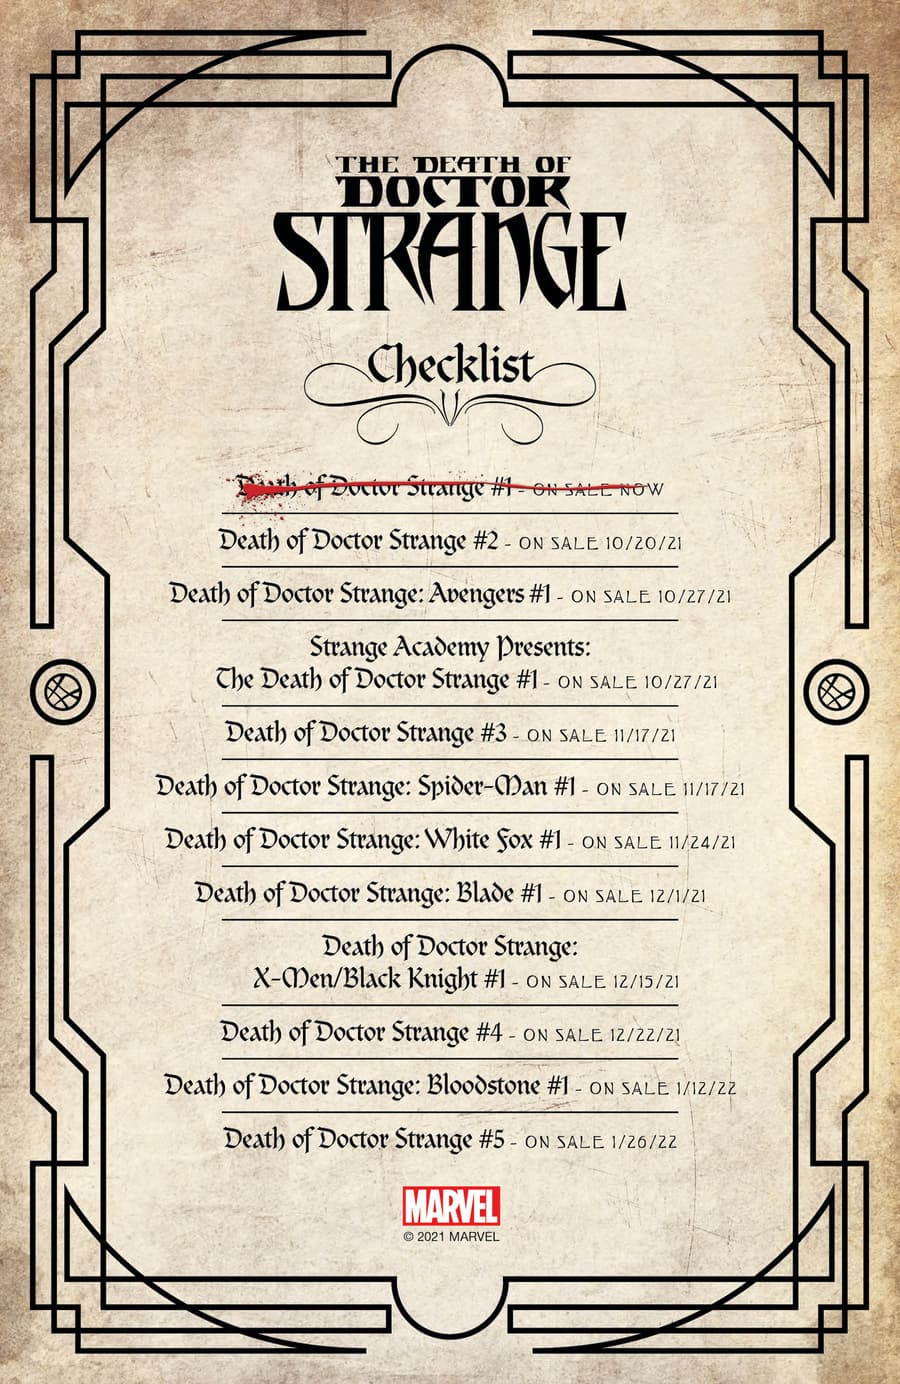 THE DEATH OF
DOCTOR
STRANGE
Checklist
Death of Doctor Strange #1 - ON SALE NOW
Death of Doctor Strange #2 - ON SALE 10/20/21
Death of Doctor Strange: Avengers #1 - ON SALE 10/27/21
Strange Academy Presents:
The Death of Doctor Strange #1 - ON SALE 10/27/21
Death of Doctor Strange #3 - ON SALE 11/17/21
Death of Doctor Strange: Spider-Man #1 - ON SALE 11/17/21
Death of Doctor Strange: White Fox #1 - ON SALE 11/24/21
Death of Doctor Strange: Blade #1 - ON SALE 12/1/21
Death of Doctor Strange:
X-Men/Black Knight #1 - ON SALE 12/15/21
Death of Doctor Strange #4 - ON SALE 12/22/21
Death of Doctor Strange: Bloodstone #1 - ON SALE 1/12/22
Death of Doctor Strange #5 - ON SALE 1/26/22
MARVEL
© 2021 MARVEL